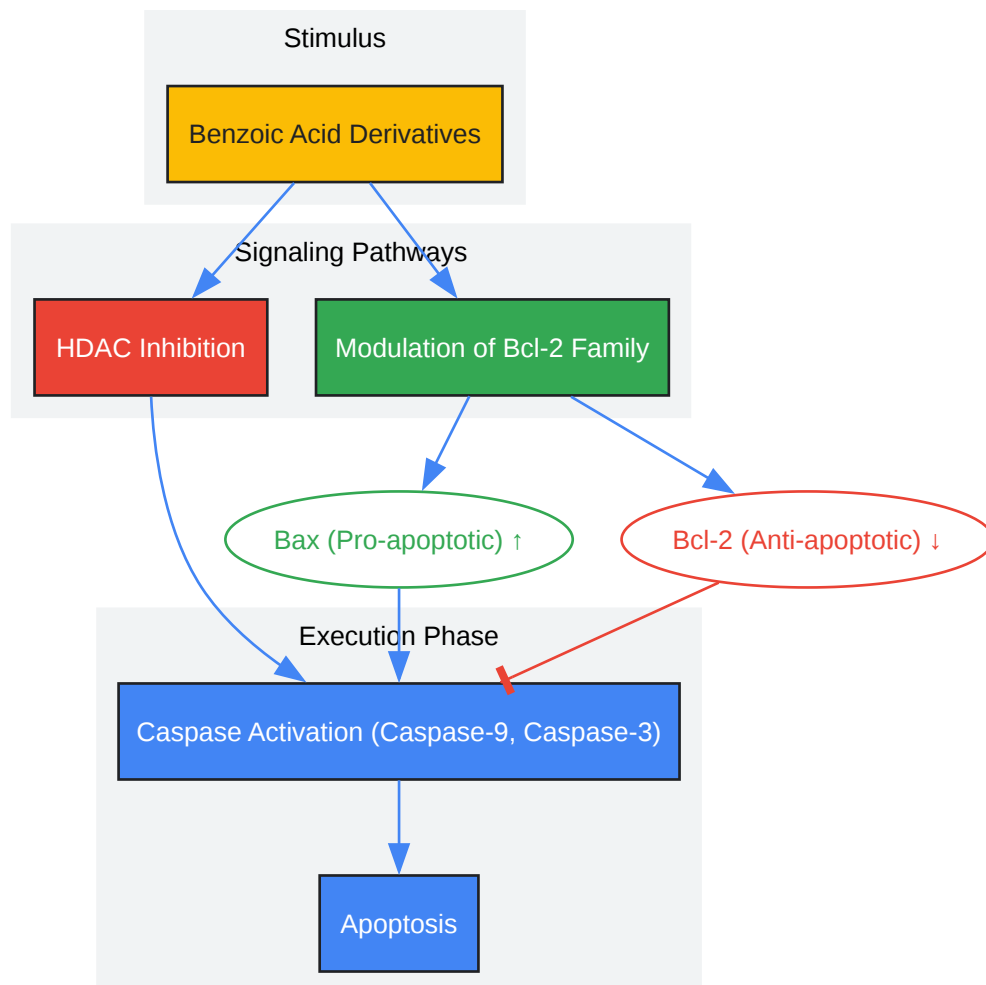 Stimulus
Benzoic Acid Derivatives
Signaling Pathways
HDAC Inhibition
Modulation of Bcl-2 Family
Bax (Pro-apoptotic) ↑
Bcl-2 (Anti-apoptotic) ↓
Execution Phase
Caspase Activation (Caspase-9, Caspase-3)
Apoptosis